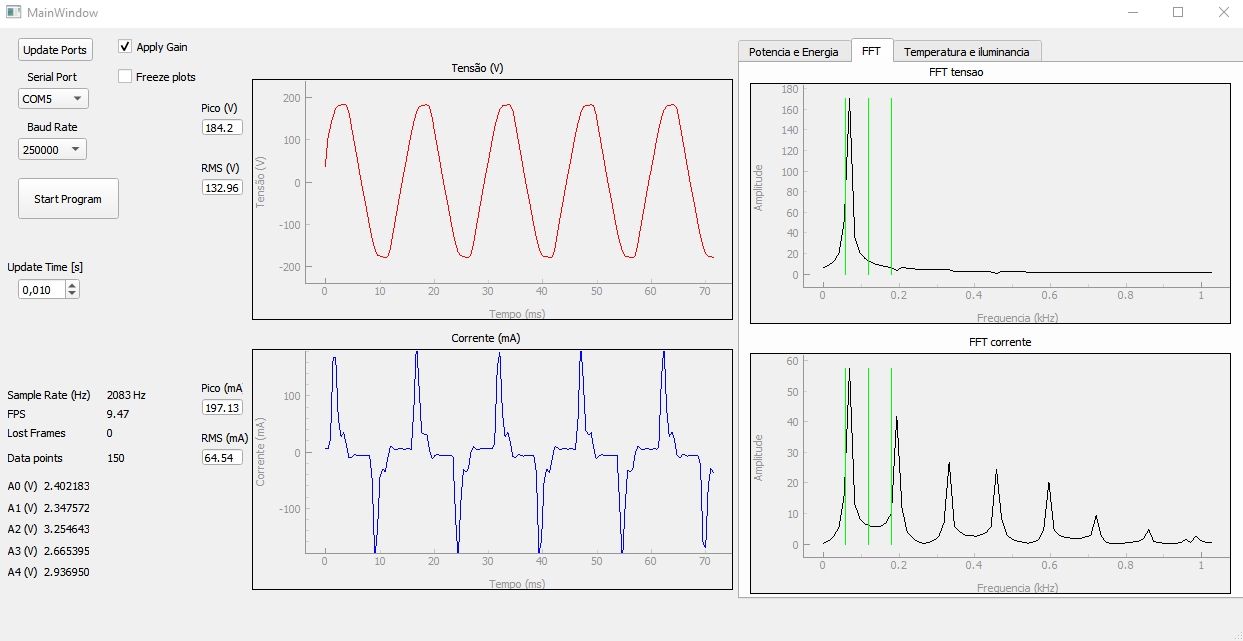 MainWindow
Update Ports
Apply Gain
Serial Port
Freeze plots
COM5
Baud Rate
250000
Start Program
Update Time [s]
0,010
Pico (V)
184.2
RMS (V)
132.96
Tensão (V)
200
100
0
-100
-200
Tensão (V)
0 10 20 30 40 50 60 70
Tempo (ms)
Sample Rate (Hz) 2083 Hz
FPS 9.47
Lost Frames 0
Data points 150
A0 (V) 2.402183
A1 (V) 2.347572
A2 (V) 3.254643
A3 (V) 2.665395
A4 (V) 2.936950
Pico (mA
197.13
RMS (mA)
64.54
Corrente (mA)
100
0
-100
Corrente (mA)
0 10 20 30 40 50 60 70
Tempo (ms)
Potencia e Energia FFT Temperatura e iluminancia
FFT tensao
180
160
140
120
100
80
60
40
20
0
Amplitude
0 0.2 0.4 0.6 0.8 1
Frequencia (kHz)
FFT corrente
60
50
40
30
20
10
0
Amplitude
0 0.2 0.4 0.6 0.8 1
Frequencia (kHz)